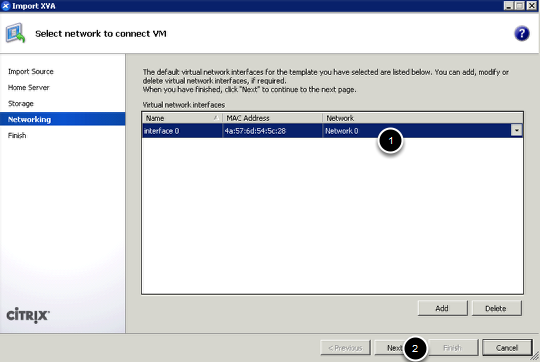 Import XVA
Select network to connect VM
?
Import Source
Home Server
Storage
Networking
Finish
The default virtual network interfaces for the template you have selected are listed below. You can add, modify or
delete virtual network interfaces, if required.
When you have finished, click "Next" to continue to the next page.
Virtual network interfaces
Name MAC Address Network
interface 0 4a:57:6d:54:5c:28 Network 0
1
Add Delete
CITRIX
< Previous Next 2 Finish Cancel